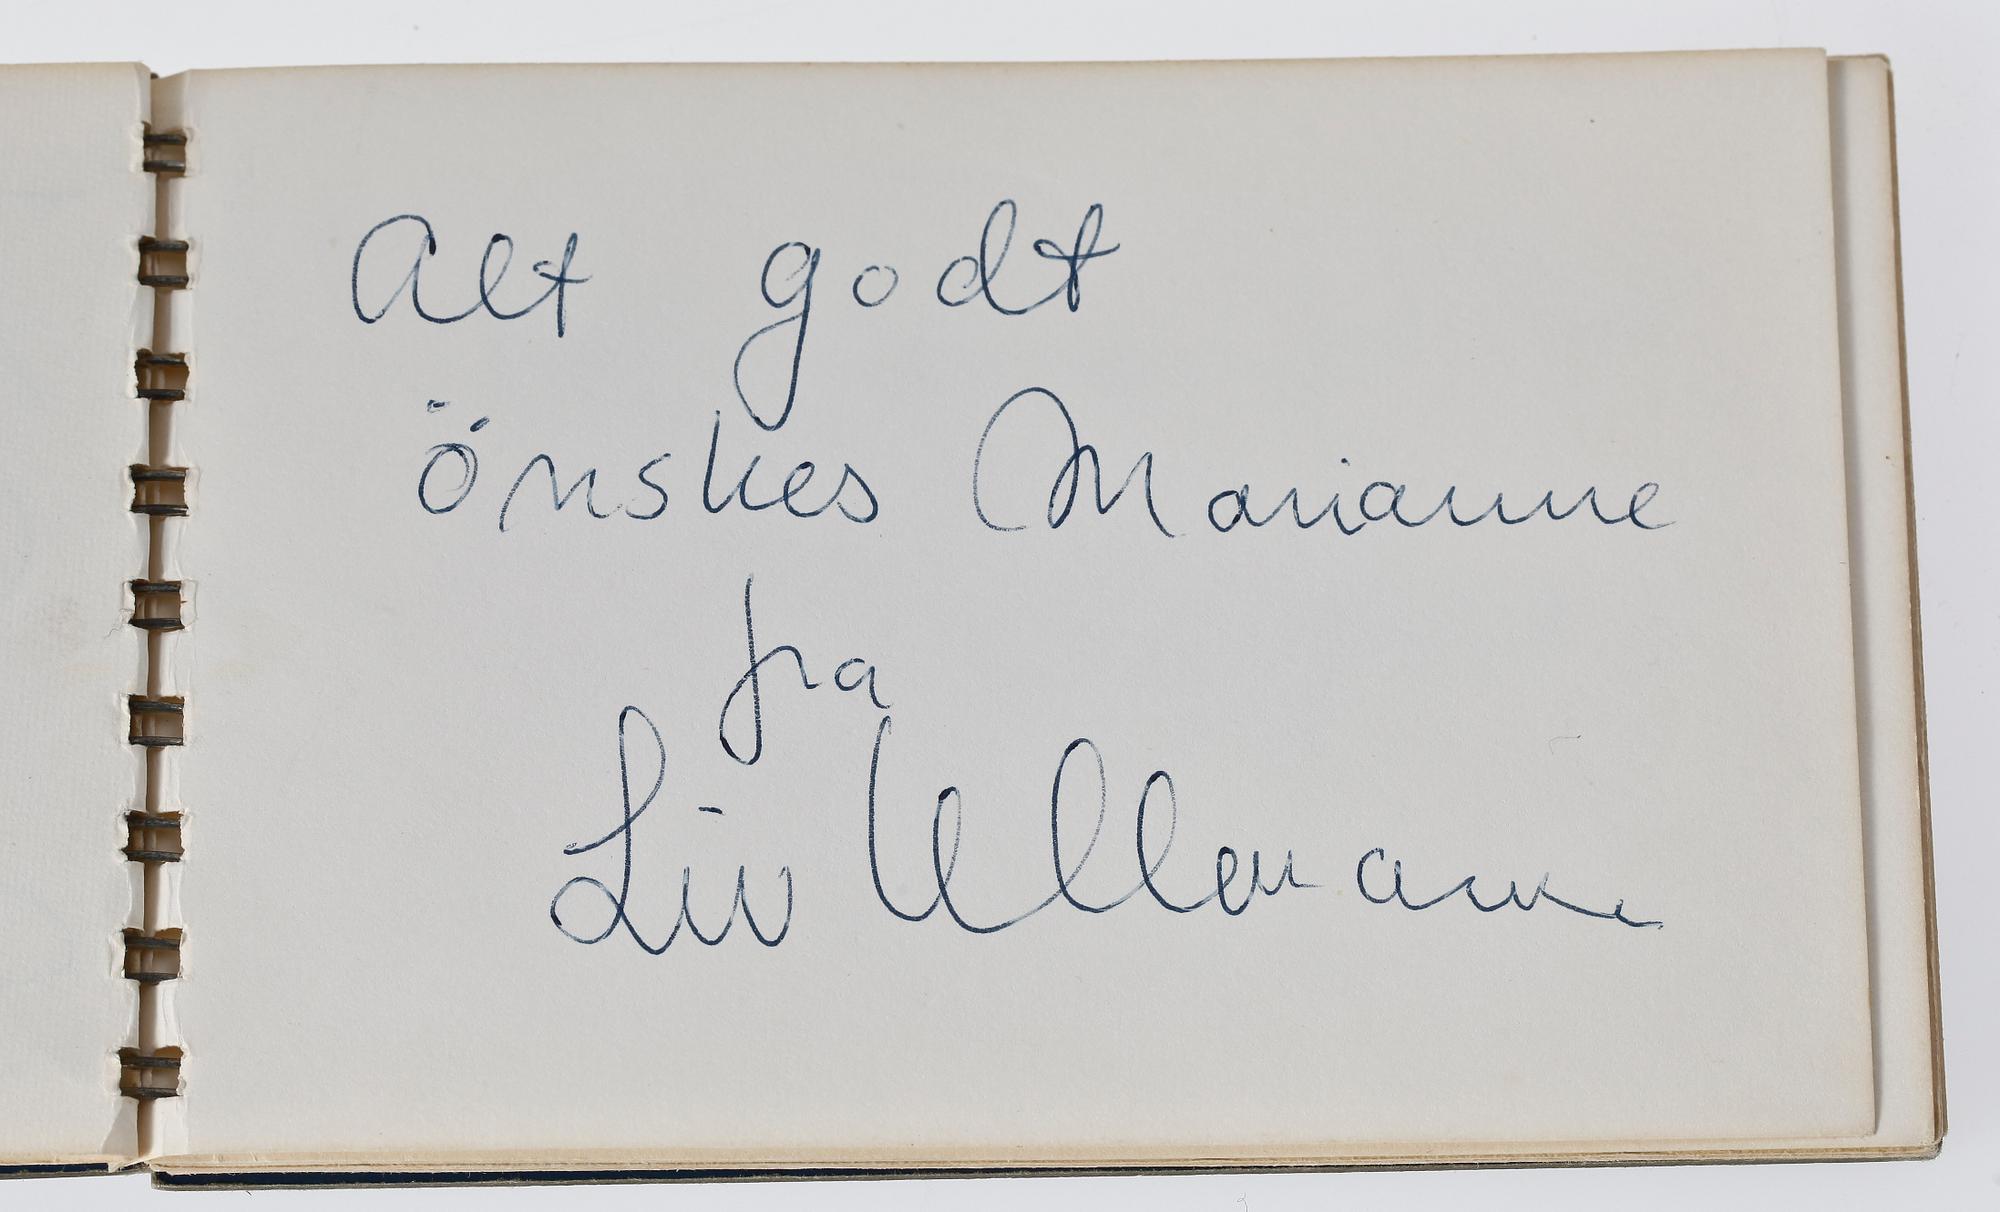 Alt godt
önskes Marianne
fra
Liv Ullmann